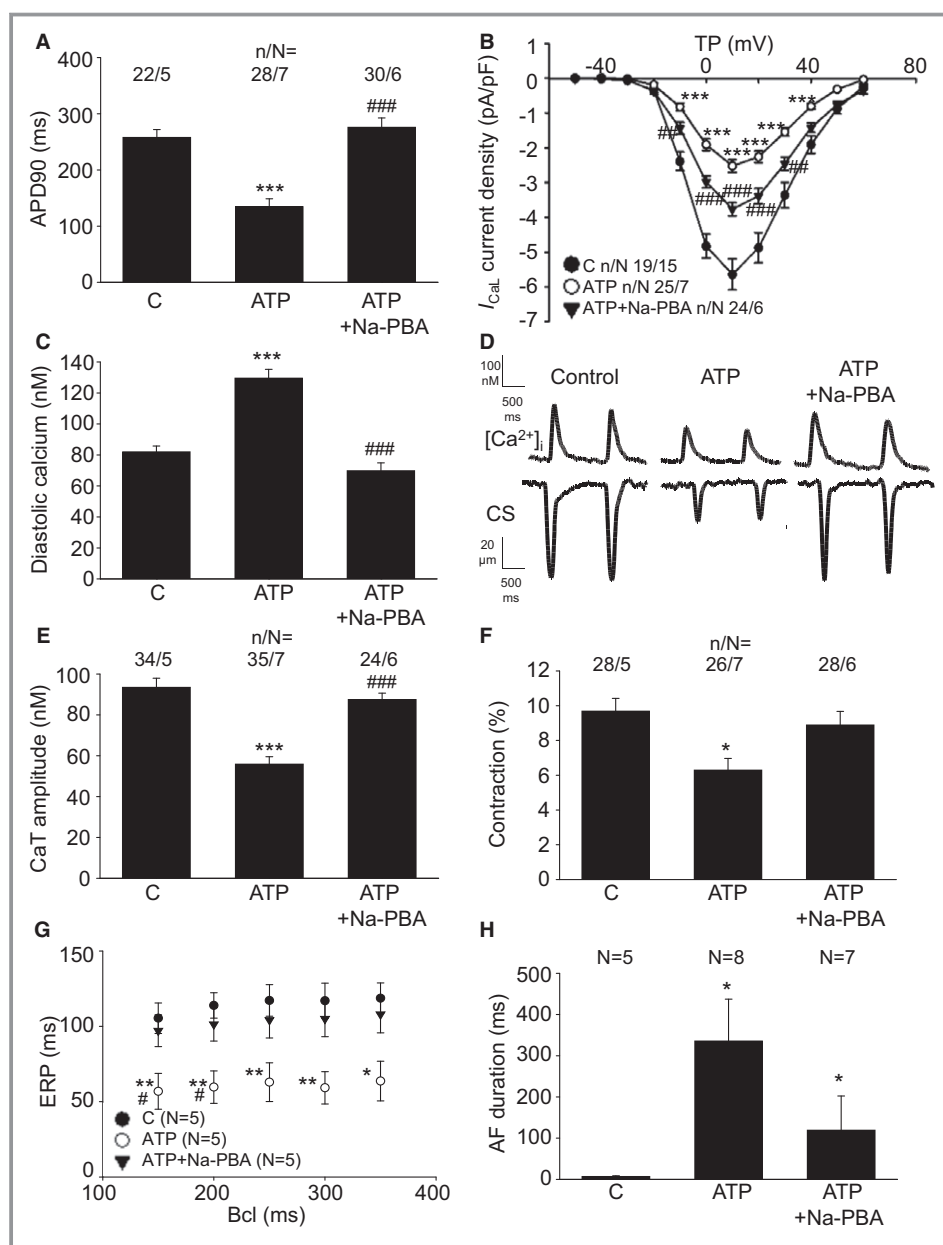 A
n/N=
22/5 28/7 30/6
400
300
200
100
0
APD90 (ms)
***
###
C ATP ATP
+Na-PBA
B
TP (mV)
-40 0 40 80
1
0
-1
-2
-3
-4
-5
-6
-7
ICaL current density (pA/pF)
***
***
***
***
***
***
##
###
###
###
##
C n/N 19/15
ATP n/N 25/7
ATP+Na-PBA n/N 24/6
C
140
120
100
80
60
40
20
0
Diastolic calcium (nM)
***
###
C ATP ATP
+Na-PBA
D
100
nM
500
ms
Control ATP ATP
+Na-PBA
[Ca2+]i
CS
20
µm
500
ms
E
n/N=
34/5 35/7 24/6
100
80
60
40
20
0
CaT amplitude (nM)
***
###
C ATP ATP
+Na-PBA
F
n/N=
28/5 26/7 28/6
12
10
8
6
4
2
0
Contraction (%)
*
C ATP ATP
+Na-PBA
G
150
100
50
0
ERP (ms)
** ** ** ** *
# #
C (N=5)
ATP (N=5)
ATP+Na-PBA (N=5)
100 200 300 400
Bcl (ms)
H
N=5 N=8 N=7
500
400
300
200
100
0
AF duration (ms)
*
*
C ATP ATP
+Na-PBA